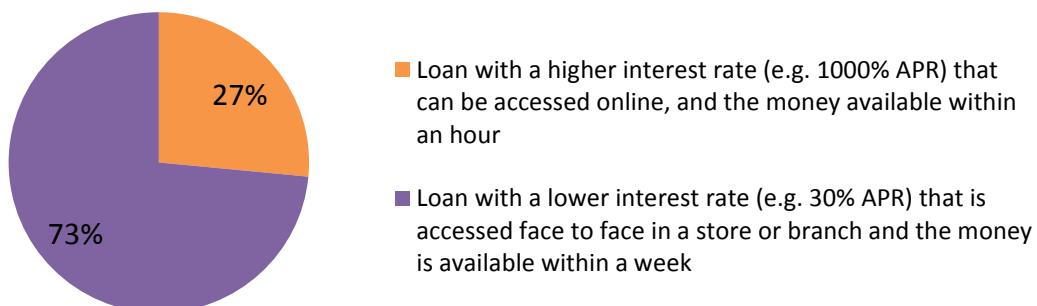 27%
73%
Loan with a higher interest rate (e.g. 1000% APR) that
can be accessed online, and the money available within
an hour
Loan with a lower interest rate (e.g. 30% APR) that is
accessed face to face in a store or branch and the money
is available within a week